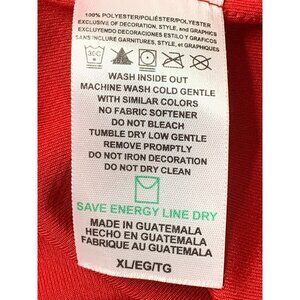 100% POLYESTER/POLIÉSTER/POLYESTER
EXCLUSIVE OF DECORATION, STYLE, and GRAPHICS
EXCLUYENDO DECORACIONES ESTILO Y GRAFICOS
SANS INCLURE GARNITURES, STYLE, et GRAPHIQUES
WASH INSIDE OUT
MACHINE WASH COLD GENTLE
WITH SIMILAR COLORS
NO FABRIC SOFTENER
DO NOT BLEACH
TUMBLE DRY LOW GENTLE
REMOVE PROMPTLY
DO NOT IRON DECORATION
DO NOT DRY CLEAN
SAVE ENERGY LINE DRY
MADE IN GUATEMALA
HECHO EN GUATEMALA
FABRIQUE AU GUATEMALA
XL/EG/TG